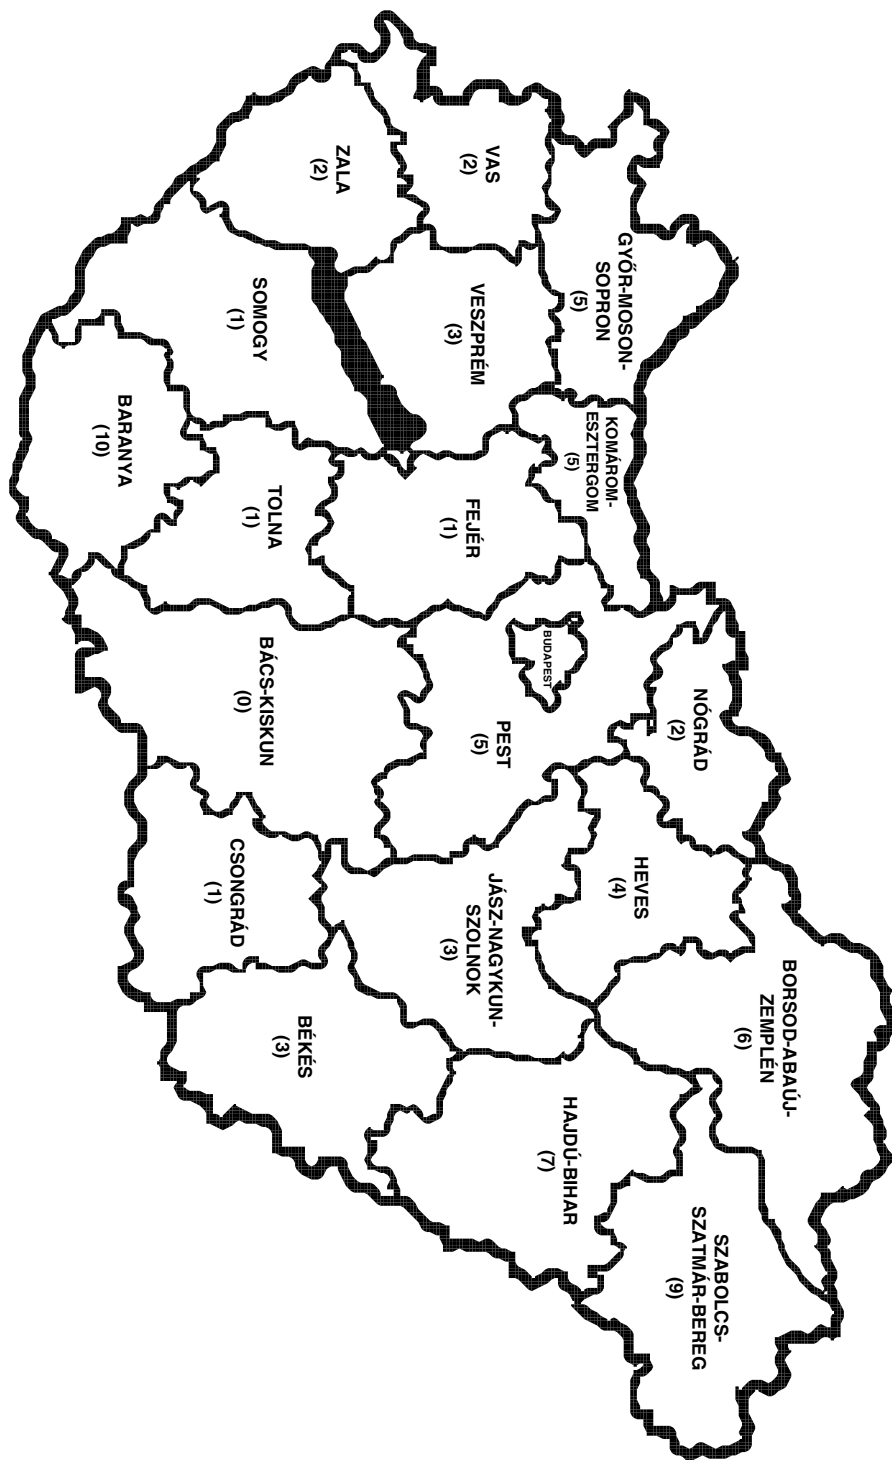 GYŐR-MOSON-
SOPRON
(5)
KOMÁROM-
ESZTERGOM
(5)
VAS
(2)
VESZPRÉM
(3)
ZALA
(2)
SOMOGY
(1)
BARANYA
(10)
TOLNA
(1)
FEJÉR
(1)
BUDAPEST
PEST
(5)
NÓGRÁD
(2)
BÁCS-KISKUN
(0)
HEVES
(4)
BORSOD-ABAÚJ-
ZEMPLÉN
(6)
JÁSZ-NAGYKUN-
SZOLNOK
(3)
CSONGRÁD
(1)
BÉKÉS
(3)
HAJDÚ-BIHAR
(7)
SZABOLCS-
SZATMÁR-BEREG
(9)